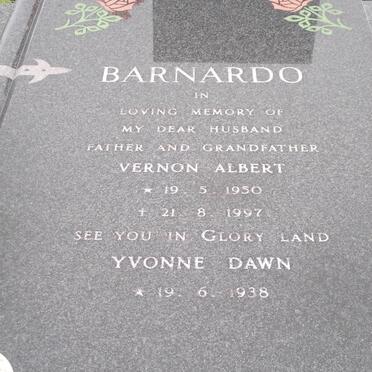 BARNARDO
IN
LOVING MEMORY OF
MY DEAR HUSBAND
FATHER AND GRANDFATHER
VERNON ALBERT
★ 19. 5. 1950
✝ 21. 8. 1997
SEE YOU IN GLORY LAND
YVONNE DAWN
★ 19. 6. 1938